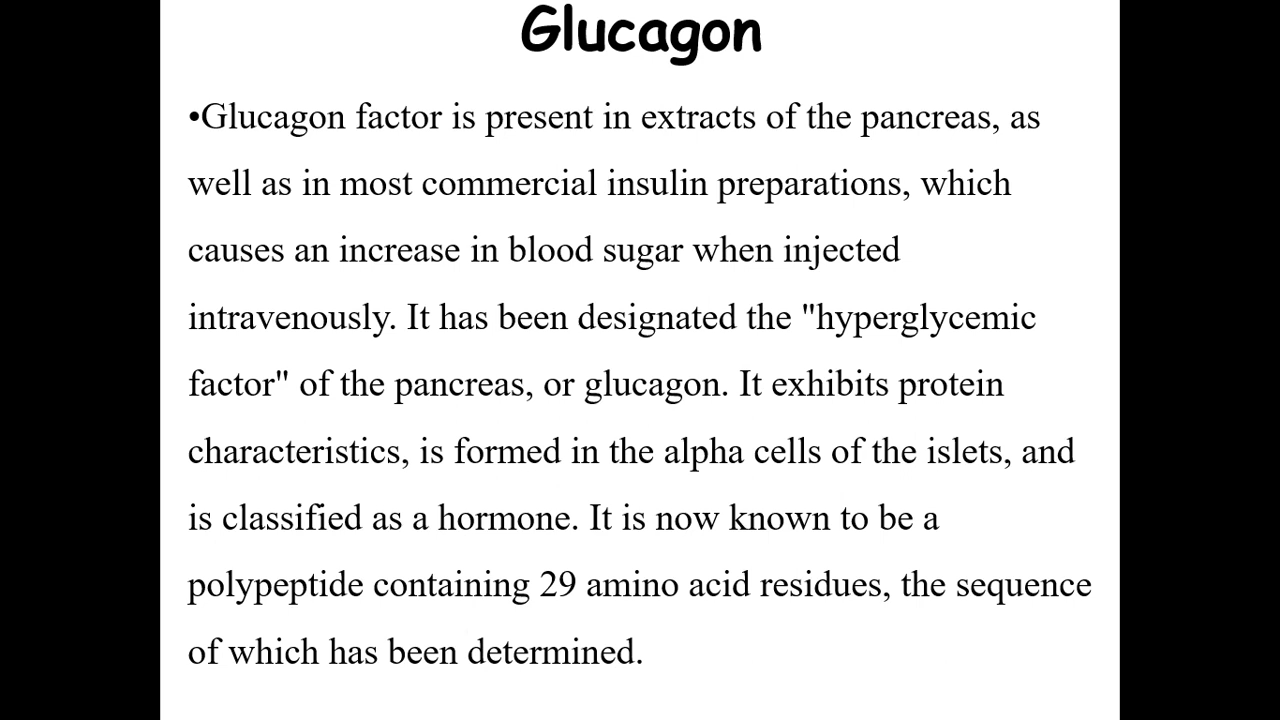 Glucagon
•Glucagon factor is present in extracts of the pancreas, as
well as in most commercial insulin preparations, which
causes an increase in blood sugar when injected
intravenously. It has been designated the "hyperglycemic
factor" of the pancreas, or glucagon. It exhibits protein
characteristics, is formed in the alpha cells of the islets, and
is classified as a hormone. It is now known to be a
polypeptide containing 29 amino acid residues, the sequence
of which has been determined.